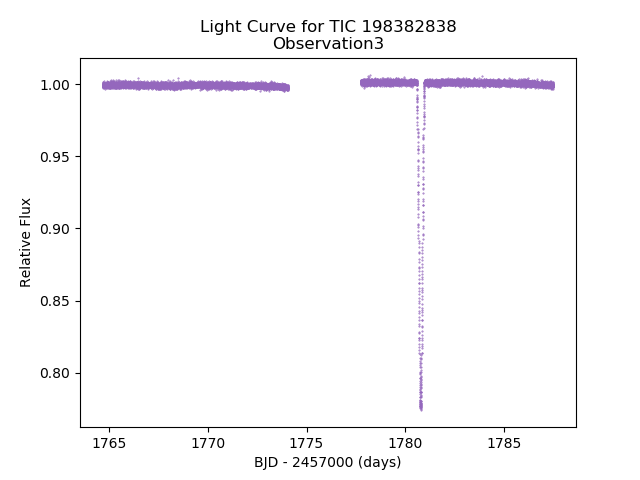 Light Curve for TIC 198382838
Observation3
1.00
0.95
0.90
0.85
0.80
Relative Flux
1765
1770
1775
1780
1785
BJD - 2457000 (days)